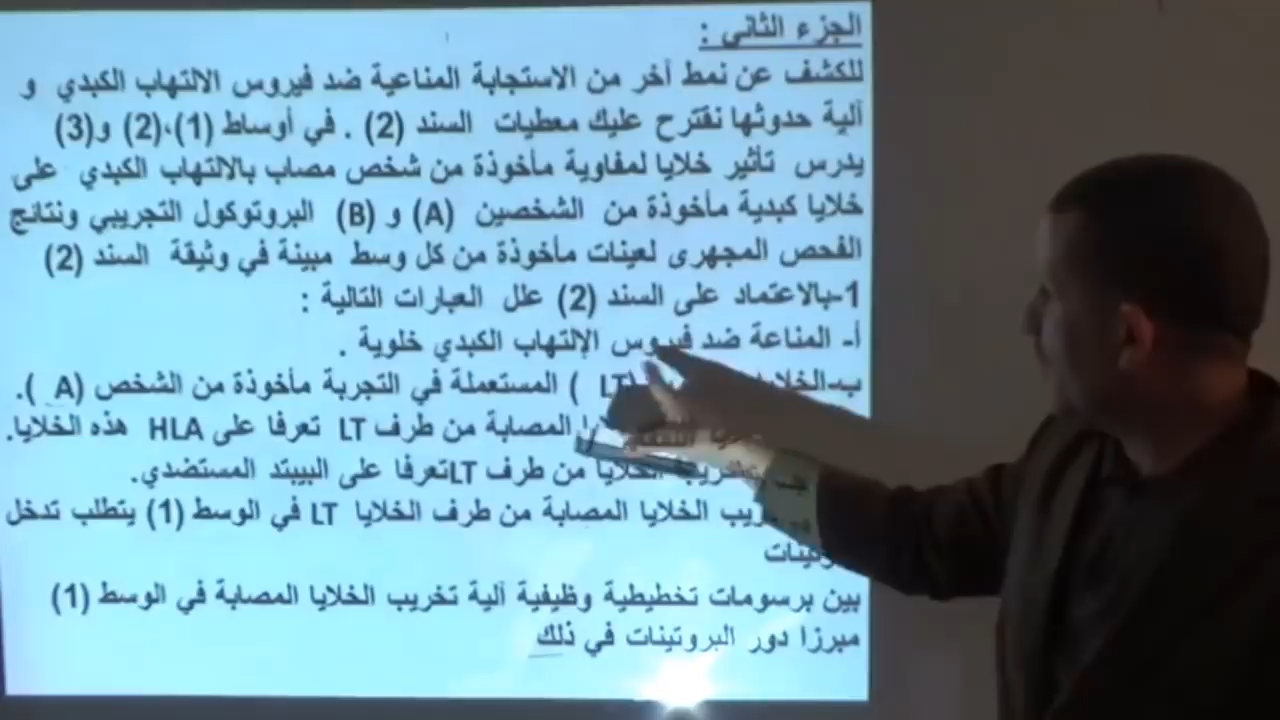 الجزء الثاني :
للكشف عن نمط آخر من الاستجابة المناعية ضد فيروس الالتهاب الكبدي و
آلية حدوثها نقترح عليك معطيات السند (2) . في أوساط (1)،(2) و(3)
يدرس تأثير خلايا لمفاوية مأخوذة من شخص مصاب بالالتهاب الكبدي على
خلايا كبدية مأخوذة من الشخصين (A) و (B) البروتوكول التجريبي ونتائج
الفحص المجهري لعينات مأخوذة من كل وسط مبينة في وثيقة السند (2)
1-بالاعتماد على السند (2) علل العبارات التالية :
أ- المناعة ضد فيروس الإلتهاب الكبدي خلوية .
ب-الخلايا (LT ) المستعملة في التجربة مأخوذة من الشخص (A ).
المصابة من طرف LT تعرفا على HLA هذه الخلايا.
الخلايا من طرف LTتعرفا على الببيتد المستضدي.
الخلايا المصابة من طرف الخلايا LT في الوسط (1) يتطلب تدخل
بين برسومات تخطيطية وظيفية آلية تخريب الخلايا المصابة في الوسط (1)
مبرزا دور البروتينات في ذلك